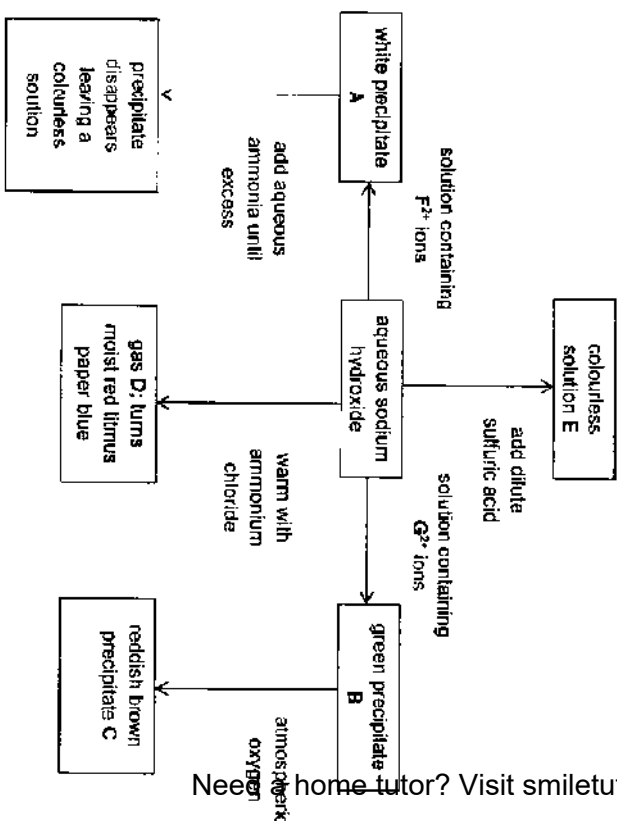 colourless
solution E
add dilute
sulfuric acid
solution containing
F²⁺ ions
solution containing
G²⁺ ions
white precipitate
A
aqueous sodium
hydroxide
green precipitate
B
add aqueous
ammonia until
excess
warm with
ammonium
chloride
atmospheric
oxygen
precipitate
disappears
leaving a
colourless
soution
gas D; turns
moist red litmus
paper blue
reddish brown
precipitate C
Need a home tutor? Visit smiletut